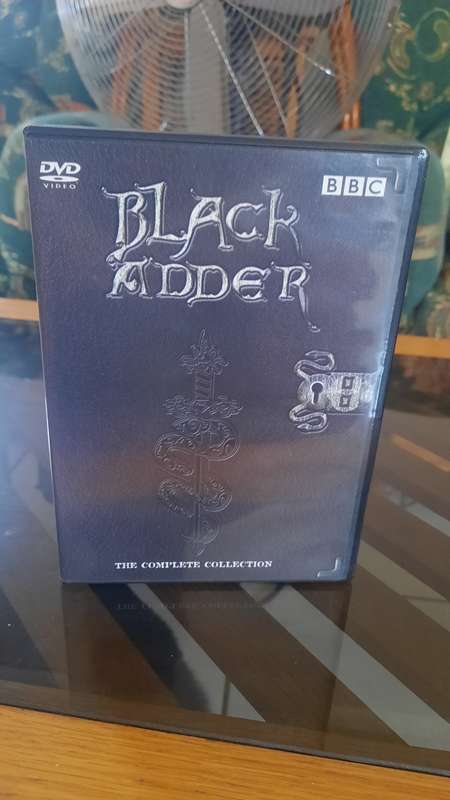 DVD
VIDEO
BBC
BLACK
ADDER
THE COMPLETE COLLECTION